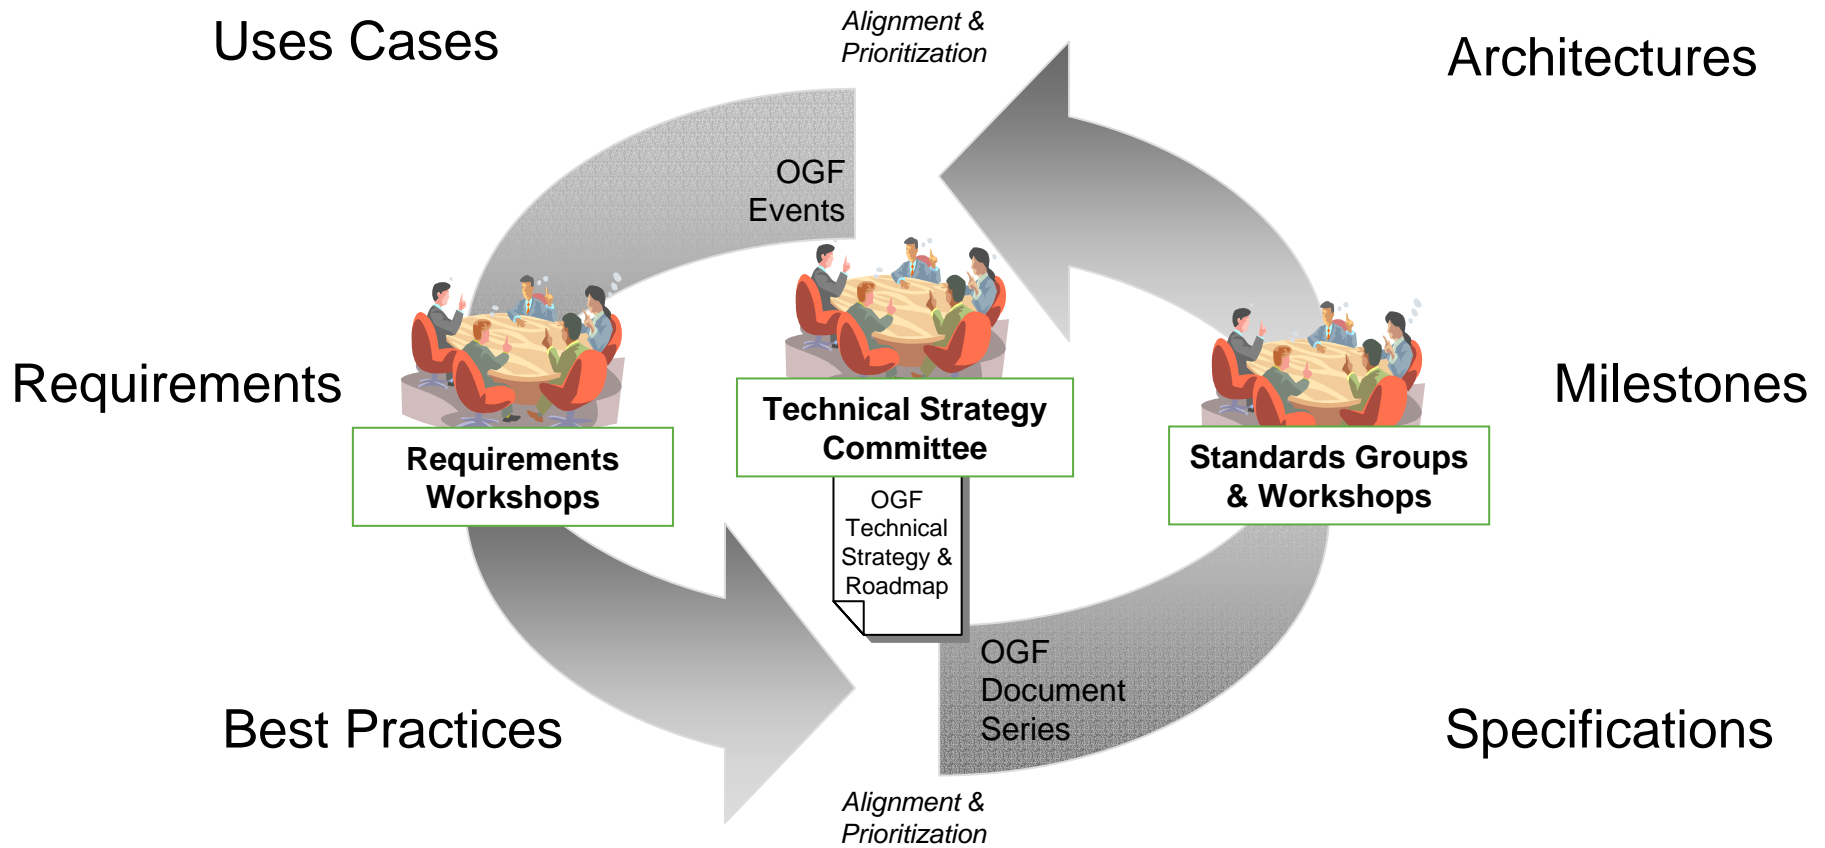 Uses Cases
Alignment &
Prioritization
Architectures
OGF
Events
Requirements
Requirements
Workshops
Technical Strategy
Committee
OGF
Technical
Strategy &
Roadmap
Standards Groups
& Workshops
Milestones
Best Practices
OGF
Document
Series
Specifications
Alignment &
Prioritization